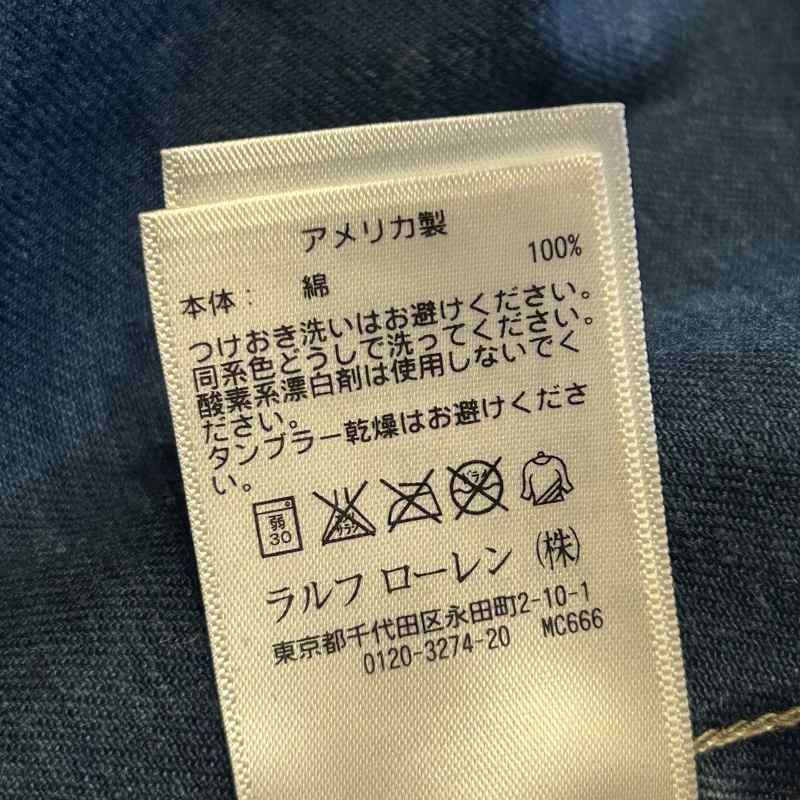 アメリカ製
本体: 綿 100%
つけおき洗いはお避けください。
同系色どうしで洗ってください。
酸素系漂白剤は使用しないでく
ださい。
タンブラー乾燥はお避けくださ
い。
弱
30
ラルフ ローレン (株)
東京都千代田区永田町2-10-1
0120-3274-20 MC666